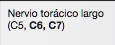 Nervio torácico largo
(C5, C6, C7)